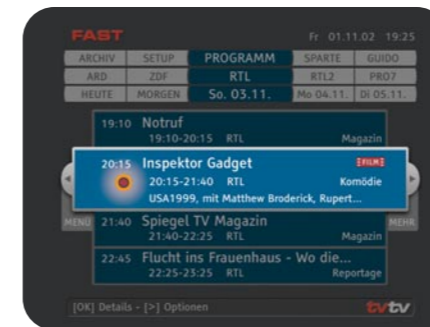 FAST Fr 01.11.02 19:25
ARCHIV SETUP PROGRAMM SPARTE GUIDO
ARD ZDF RTL RTL2 PRO7
HEUTE MORGEN So. 03.11. Mo 04.11. Di 05.11.
19:10 Notruf
19:10-20:15 RTL Magazin
20:15 Inspektor Gadget FILM
20:15-21:40 RTL Komödie
USA1999, mit Matthew Broderick, Rupert...
MENÜ 21:40 Spiegel TV Magazin MEHR
21:40-22:25 RTL Magazin
22:45 Flucht ins Frauenhaus - Wo die...
22:25-23:25 RTL Reportage
[OK] Details - [>] Optionen tvtv